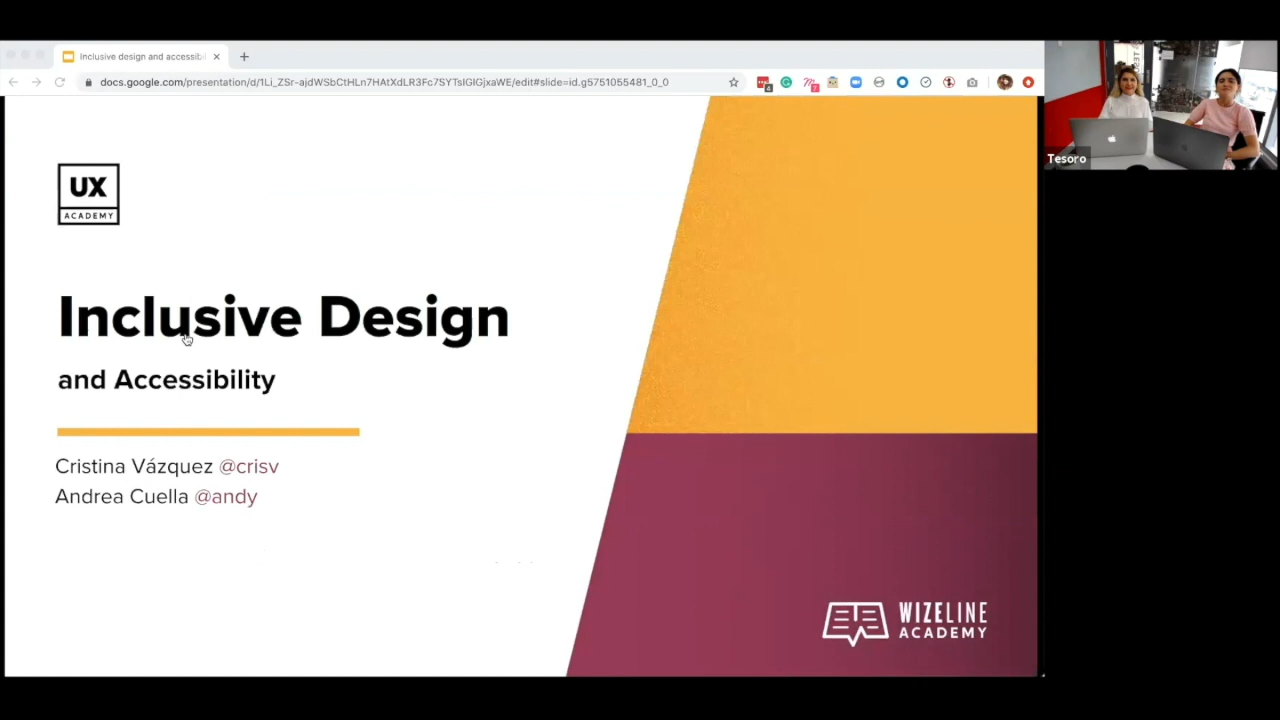 Inclusive design and accessibi
docs.google.com/presentation/d/1Li_ZSr-ajdWSbCtHLn7HAtXdLR3Fc7SYTsIGIGjxaWE/edit#slide=id.g5751055481_0_0
UX
ACADEMY
Inclusive Design
and Accessibility
Cristina Vázquez @crisv
Andrea Cuella @andy
WIZELINE
ACADEMY
Tesoro